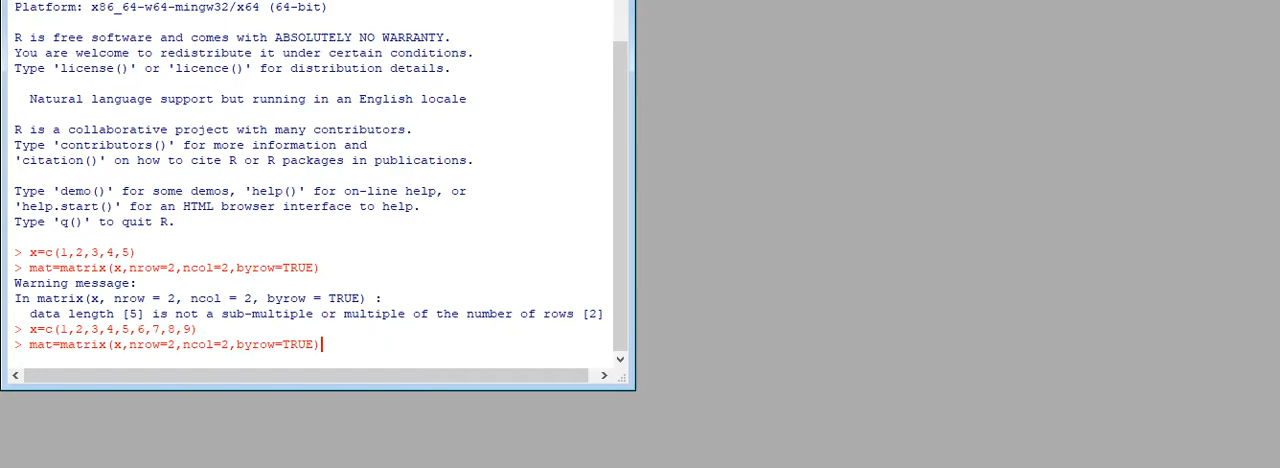 Platform: x86_64-w64-mingw32/x64 (64-bit)
R is free software and comes with ABSOLUTELY NO WARRANTY.
You are welcome to redistribute it under certain conditions.
Type 'license()' or 'licence()' for distribution details.
Natural language support but running in an English locale
R is a collaborative project with many contributors.
Type 'contributors()' for more information and
'citation()' on how to cite R or R packages in publications.
Type 'demo()' for some demos, 'help()' for on-line help, or
'help.start()' for an HTML browser interface to help.
Type 'q()' to quit R.
> x=c(1,2,3,4,5)
> mat=matrix(x,nrow=2,ncol=2,byrow=TRUE)
Warning message:
In matrix(x, nrow = 2, ncol = 2, byrow = TRUE) :
data length [5] is not a sub-multiple or multiple of the number of rows [2]
> x=c(1,2,3,4,5,6,7,8,9)
> mat=matrix(x,nrow=2,ncol=2,byrow=TRUE)